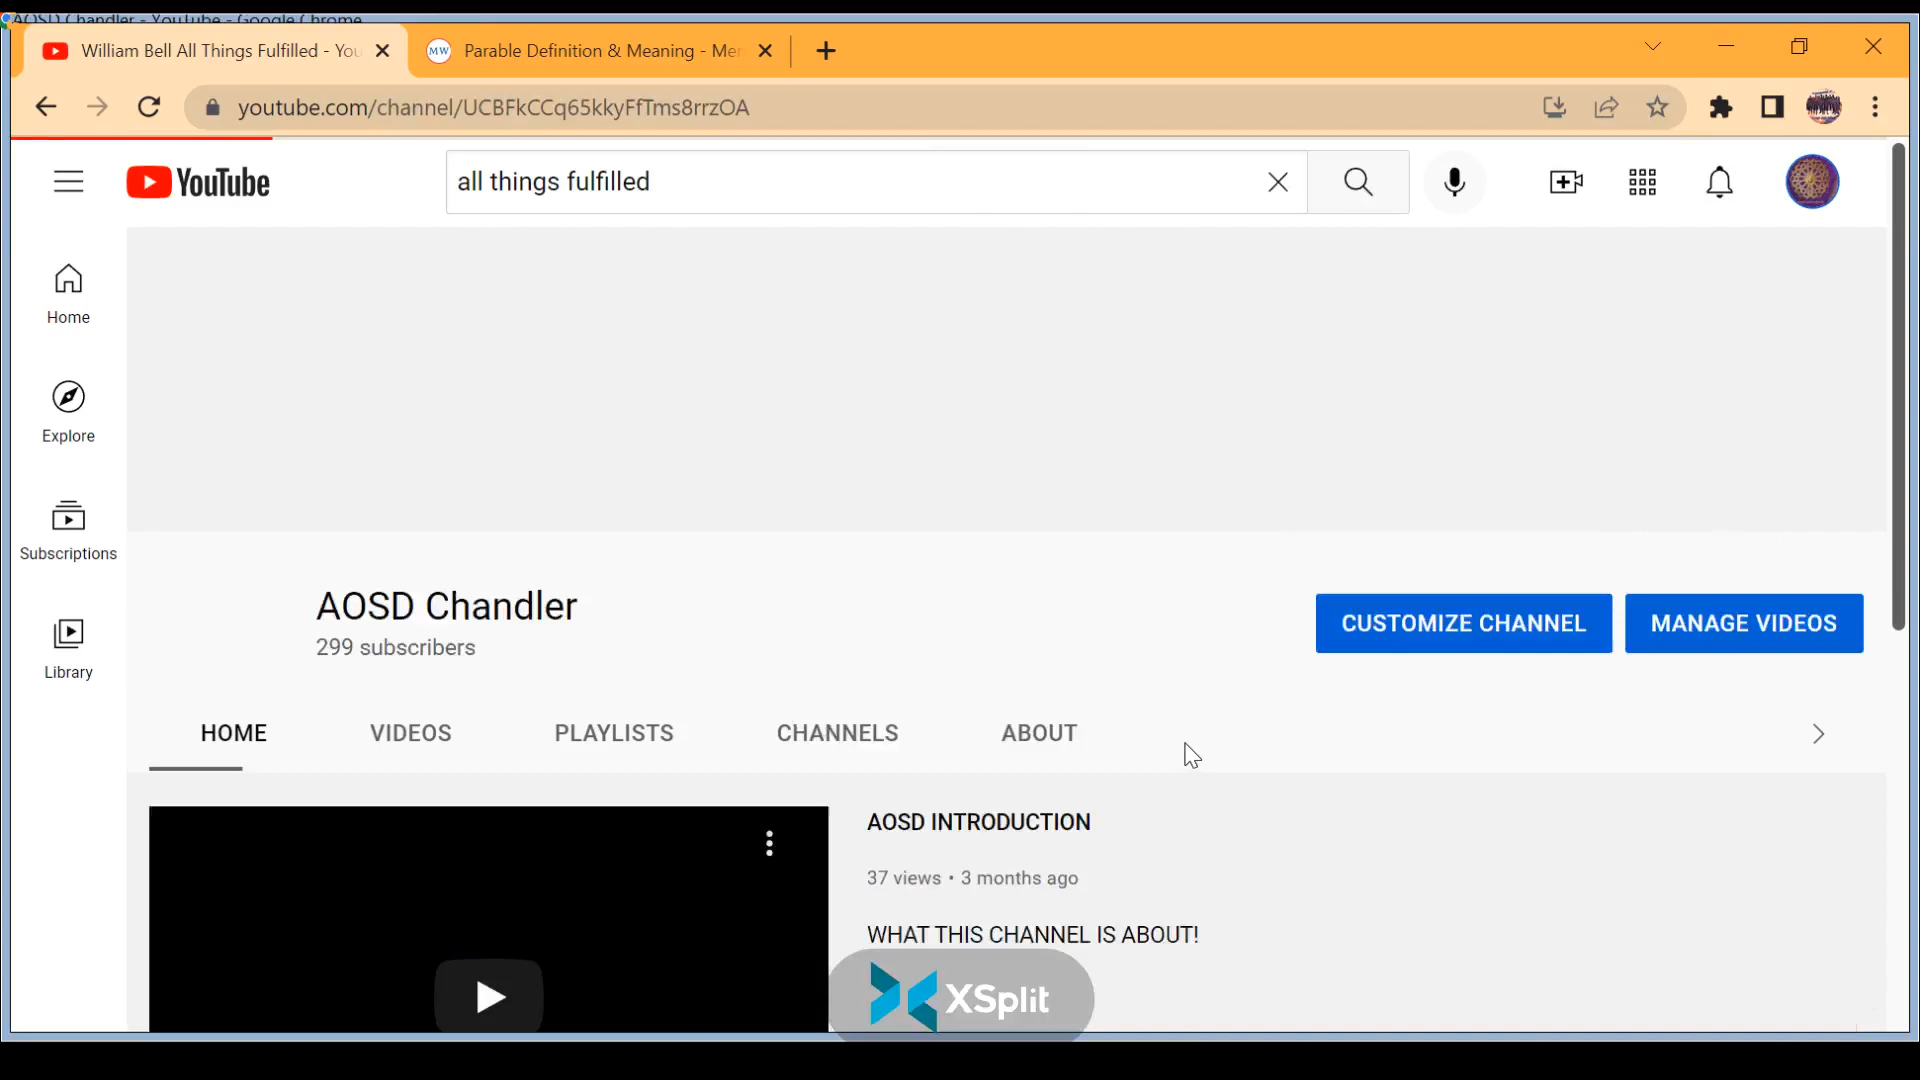 AOSD Chandler - YouTube - Google Chrome
William Bell All Things Fulfilled - You
MW Parable Definition & Meaning - Mer
youtube.com/channel/UCBFkCCq65kkyFfTms8rrzOA
YouTube
all things fulfilled
Home
Explore
Subscriptions
Library
AOSD Chandler
299 subscribers
CUSTOMIZE CHANNEL
MANAGE VIDEOS
HOME
VIDEOS
PLAYLISTS
CHANNELS
ABOUT
AOSD INTRODUCTION
37 views • 3 months ago
WHAT THIS CHANNEL IS ABOUT!
XSplit